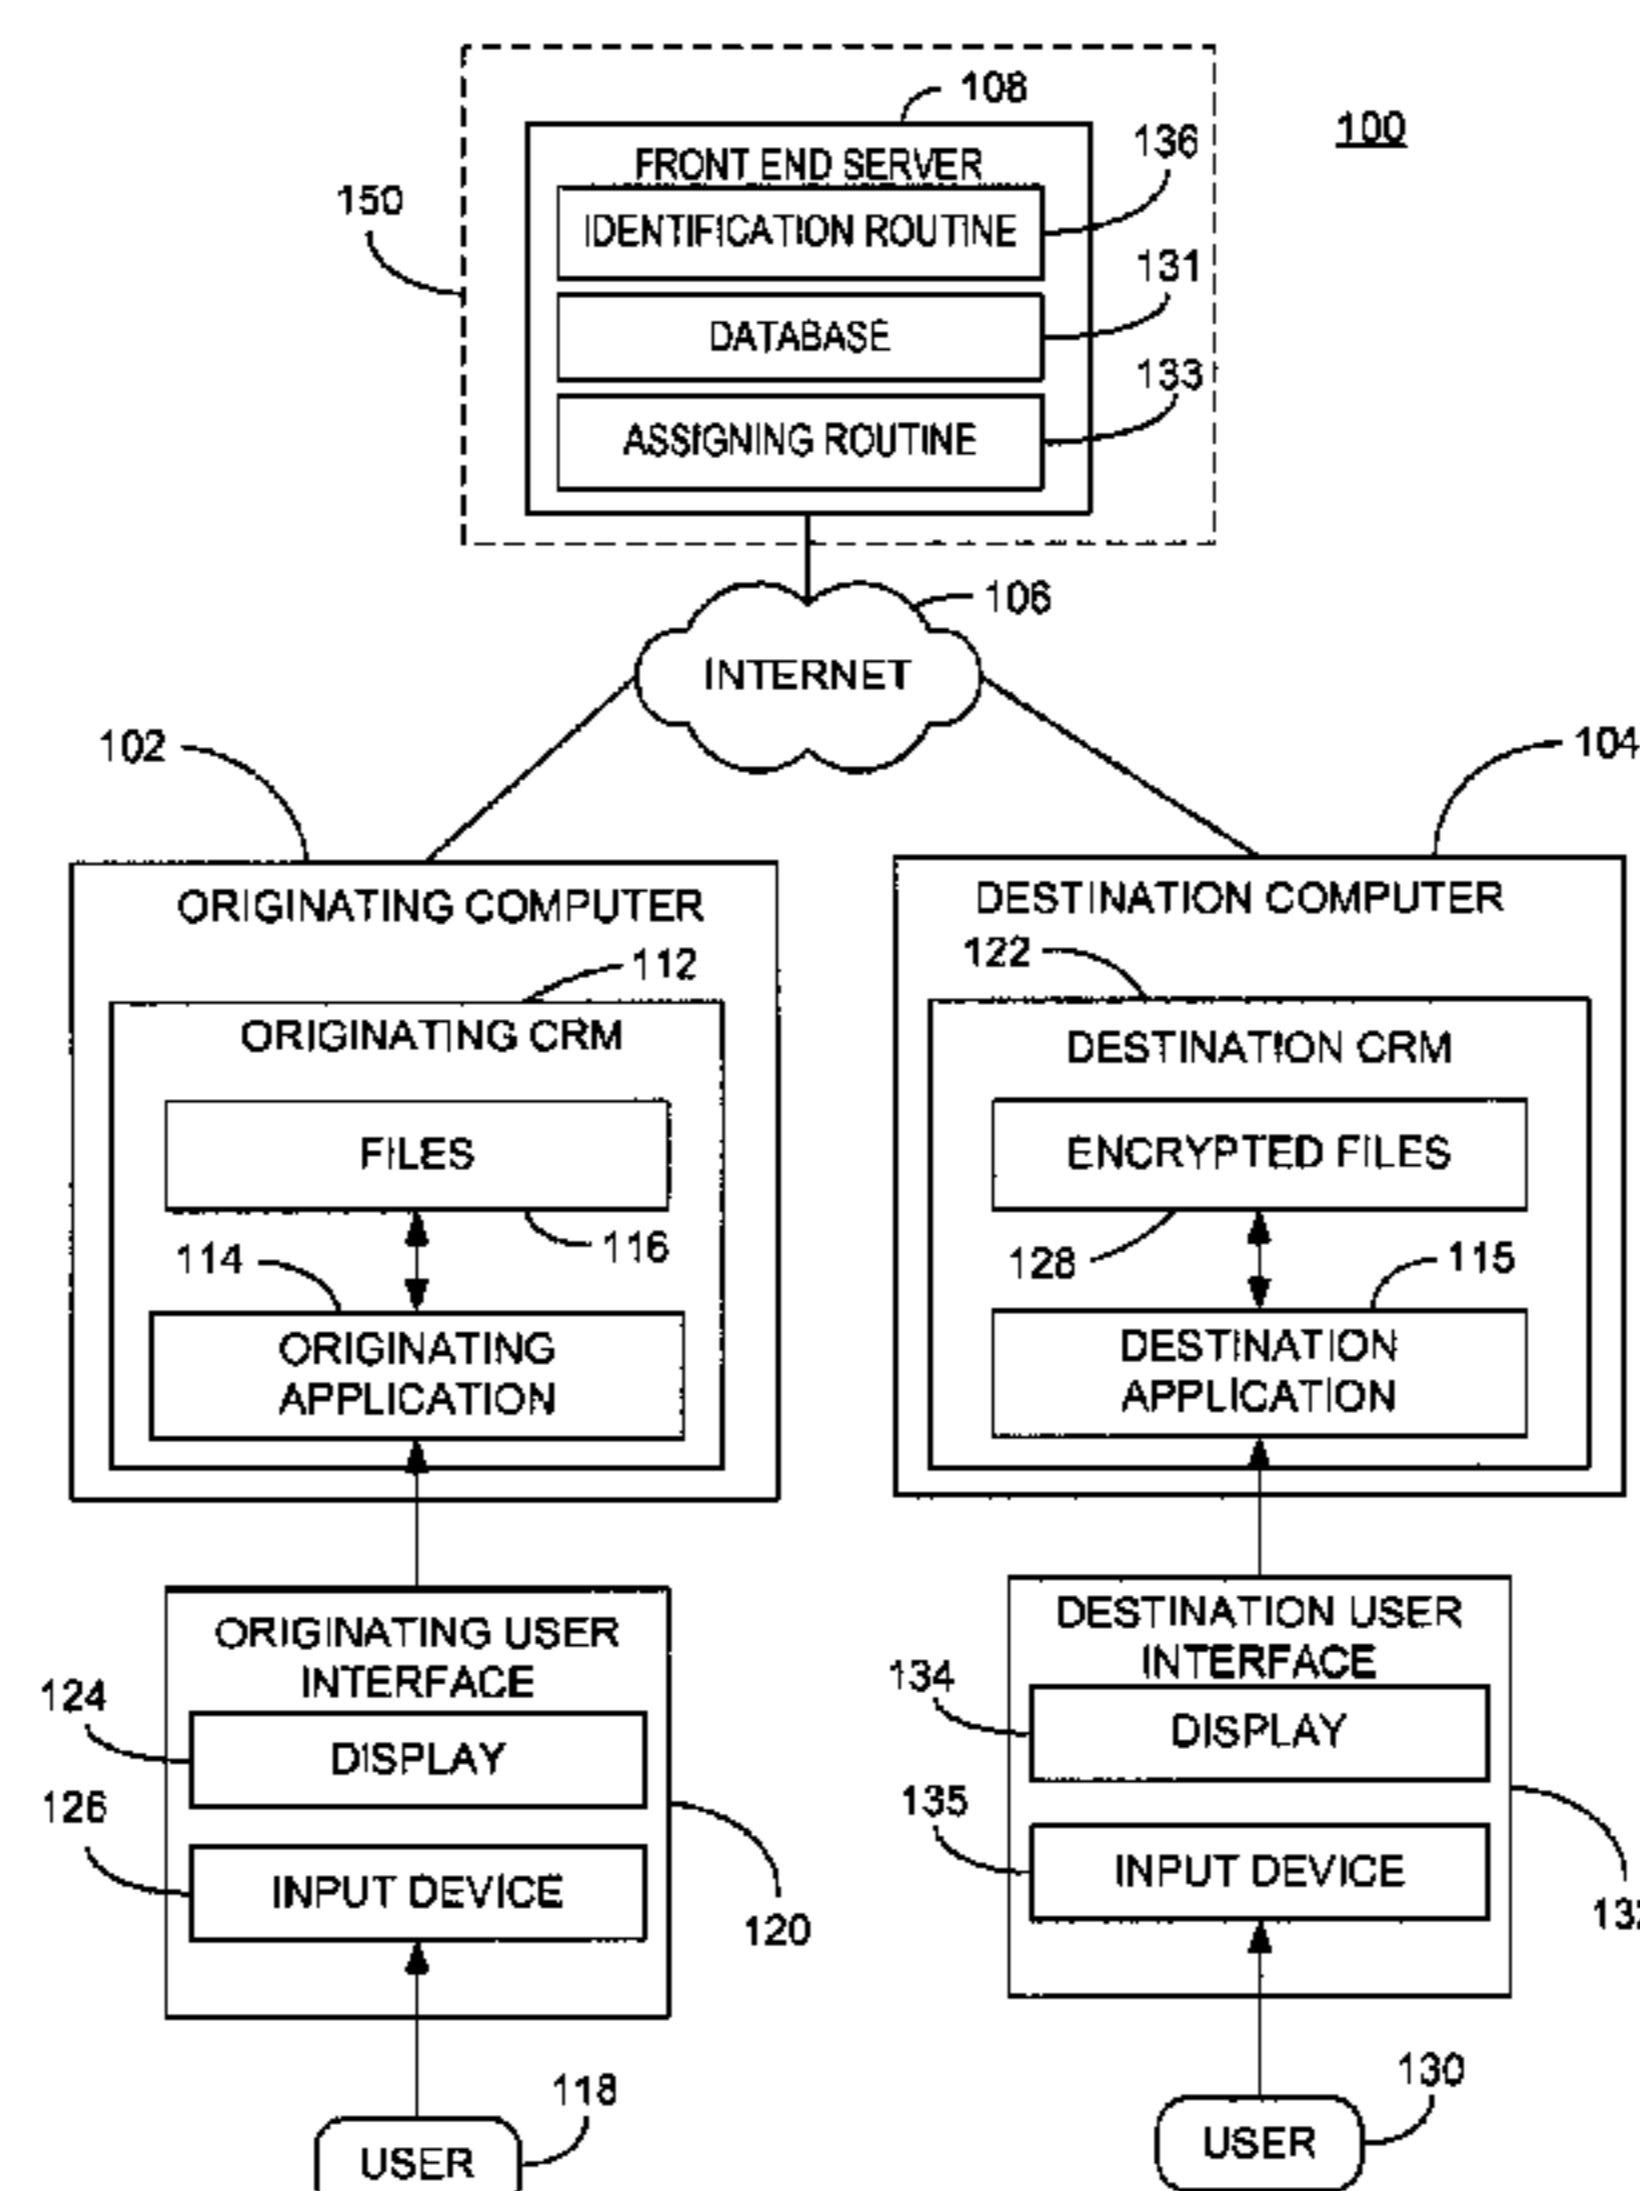 108
100
136
FRONT END SERVER
150
IDENTIFICATION ROUTINE
131
DATABASE
133
ASSIGNING ROUTINE
106
INTERNET
102
104
ORIGINATING COMPUTER
DESTINATION COMPUTER
112
122
ORIGINATING CRM
DESTINATION CRM
FILES
ENCRYPTED FILES
114
116
128
115
ORIGINATING
APPLICATION
DESTINATION
APPLICATION
ORIGINATING USER
INTERFACE
DESTINATION USER
INTERFACE
124
134
DISPLAY
DISPLAY
126
135
INPUT DEVICE
INPUT DEVICE
120
118
130
USER
USER